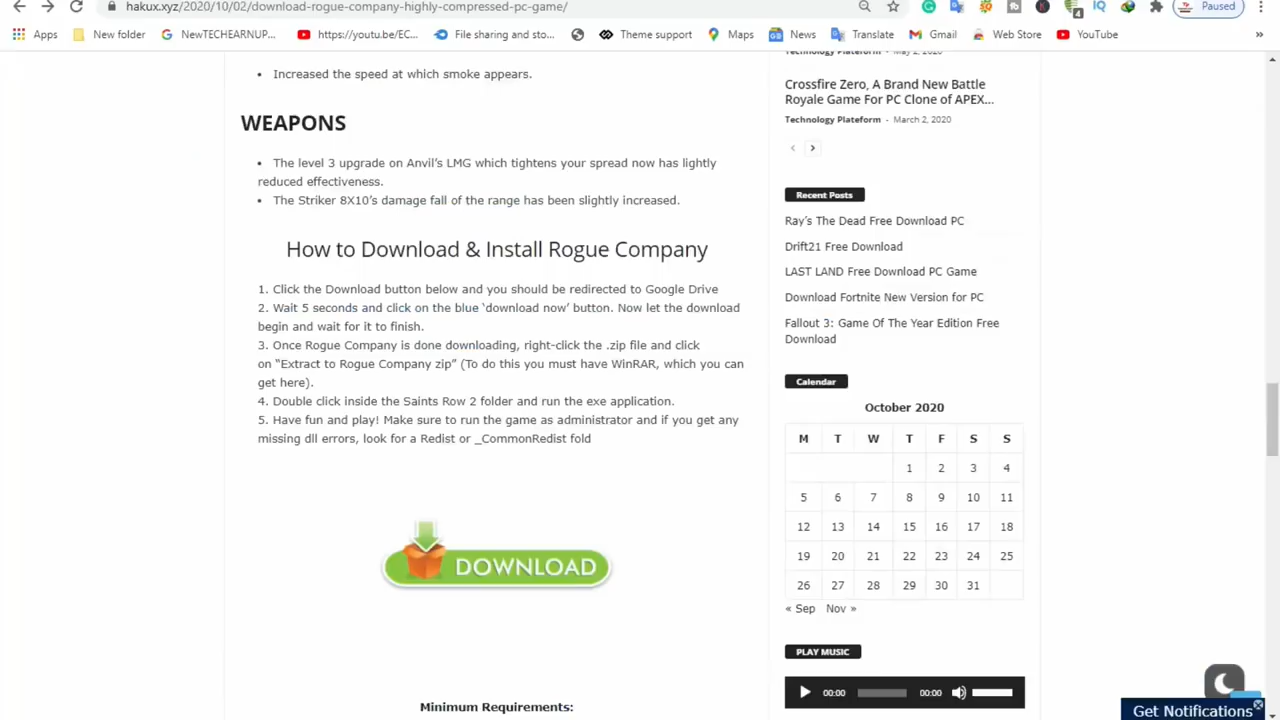 hakux.xyz/2020/10/02/download-rogue-company-highly-compressed-pc-game/
Paused
Apps
New folder
NewTECHEARNUP...
https://youtu.be/EC...
File sharing and sto...
Theme support
Maps
News
Translate
Gmail
Web Store
YouTube
»
• Increased the speed at which smoke appears.
WEAPONS
• The level 3 upgrade on Anvil's LMG which tightens your spread now has lightly
reduced effectiveness.
• The Striker 8X10's damage fall of the range has been slightly increased.
How to Download & Install Rogue Company
1. Click the Download button below and you should be redirected to Google Drive
2. Wait 5 seconds and click on the blue 'download now' button. Now let the download
begin and wait for it to finish.
3. Once Rogue Company is done downloading, right-click the .zip file and click
on "Extract to Rogue Company zip" (To do this you must have WinRAR, which you can
get here).
4. Double click inside the Saints Row 2 folder and run the exe application.
5. Have fun and play! Make sure to run the game as administrator and if you get any
missing dll errors, look for a Redist or _CommonRedist fold
DOWNLOAD
Minimum Requirements:
Technology Plateform - May 2, 2020
Crossfire Zero, A Brand New Battle
Royale Game For PC Clone of APEX...
Technology Plateform - March 2, 2020
Recent Posts
Ray's The Dead Free Download PC
Drift21 Free Download
LAST LAND Free Download PC Game
Download Fortnite New Version for PC
Fallout 3: Game Of The Year Edition Free
Download
Calendar
October 2020
M T W T F S S
1 2 3 4
5 6 7 8 9 10 11
12 13 14 15 16 17 18
19 20 21 22 23 24 25
26 27 28 29 30 31
« Sep Nov »
PLAY MUSIC
00:00 00:00
Get Notifications